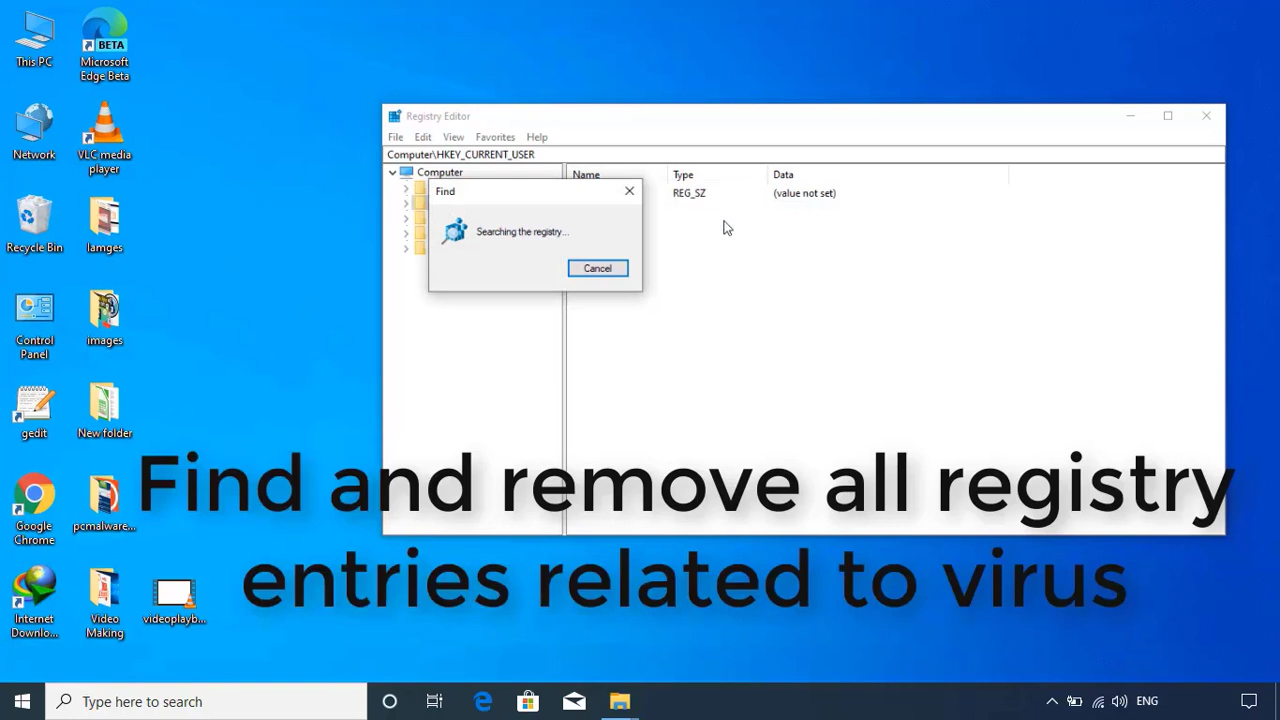 This PC
Microsoft
Edge Beta
BETA
Network
VLC media
player
Recycle Bin
Iamges
Control
Panel
images
gedit
New folder
Google
Chrome
pcmalware...
Internet
Downlo...
Video
Making
videoplayb...
Registry Editor
File Edit View Favorites Help
Computer\HKEY_CURRENT_USER
Computer
Name Type Data
REG_SZ (value not set)
Find
Searching the registry...
Cancel
Find and remove all registry
entries related to virus
Type here to search
ENG